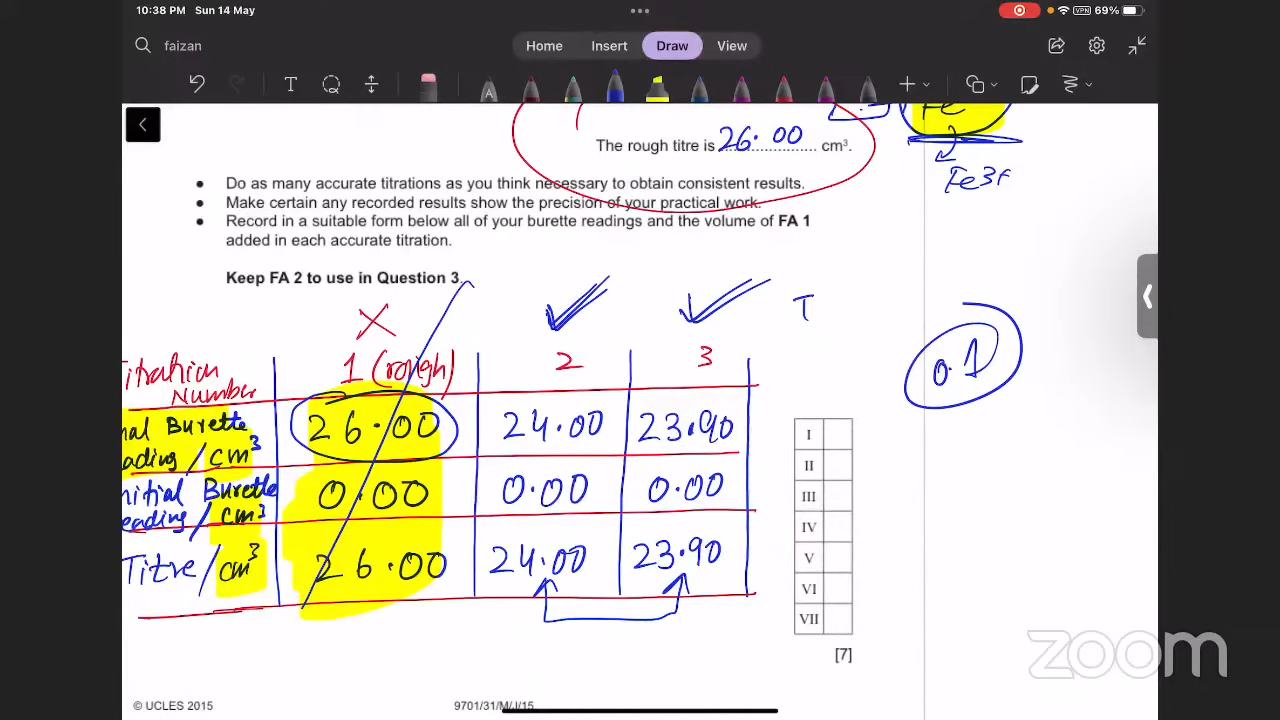 10:38 PM Sun 14 May
VPN 69%
faizan
Home Insert Draw View
T
A
Fe
The rough titre is 26.00 cm³.
Fe3+
• Do as many accurate titrations as you think necessary to obtain consistent results.
• Make certain any recorded results show the precision of your practical work.
• Record in a suitable form below all of your burette readings and the volume of FA 1
added in each accurate titration.
Keep FA 2 to use in Question 3.
T
0.1
Titration
Number
1 (rough) 2 3
nal Burette
eading/cm³
26.00 24.00 23.90
nitial Burette
eading/cm³
0.00 0.00 0.00
Titre/cm³
26.00 24.00 23.90
I
II
III
IV
V
VI
VII
[7]
zoom
© UCLES 2015
9701/31/M/J/15